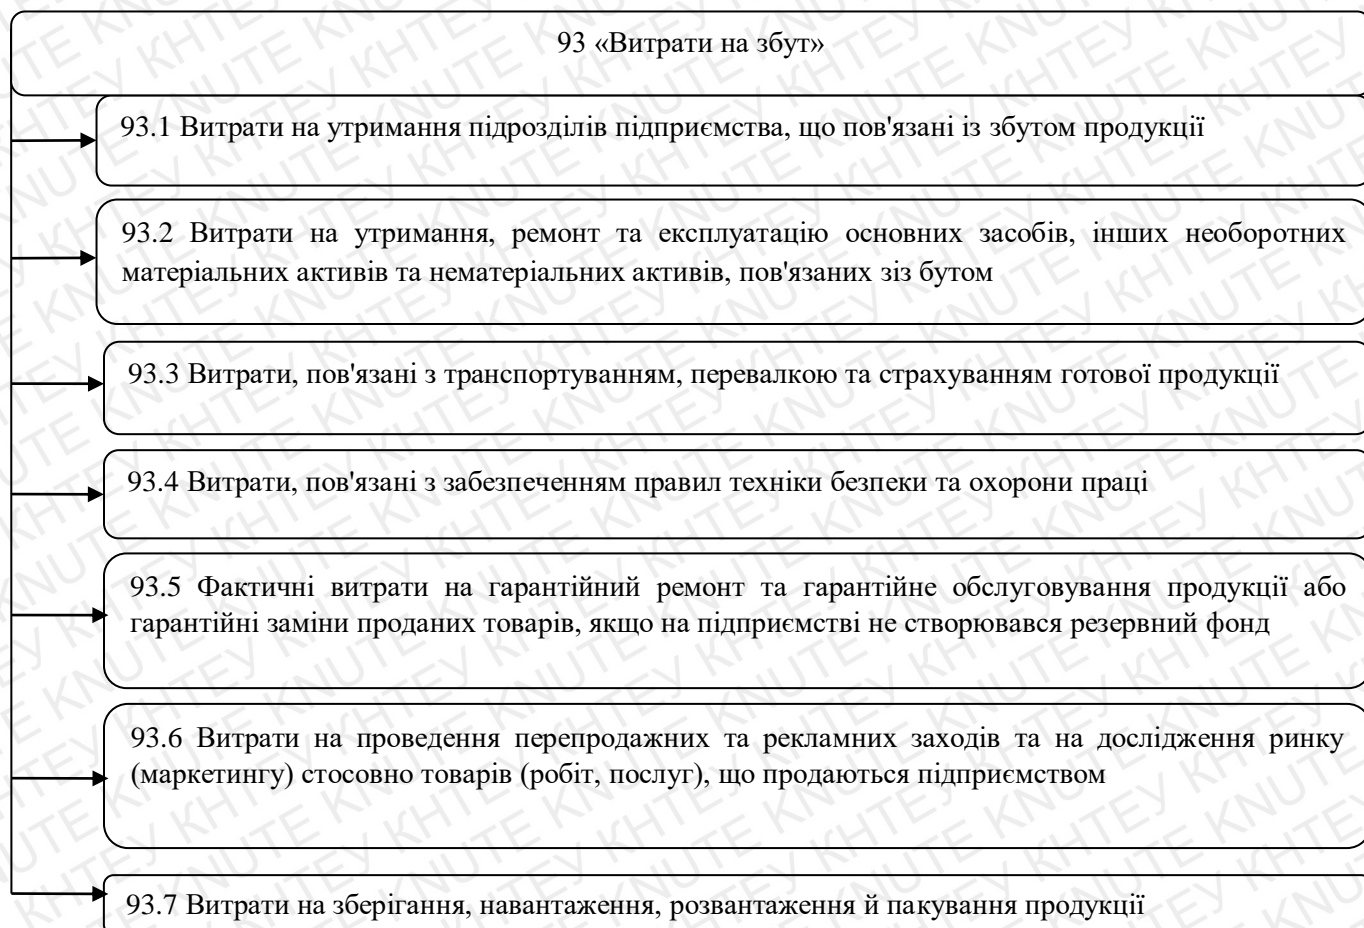 93 «Витрати на збут»
93.1 Витрати на утримання підрозділів підприємства, що пов'язані із збутом продукції
93.2 Витрати на утримання, ремонт та експлуатацію основних засобів, інших необоротних
матеріальних активів та нематеріальних активів, пов'язаних зіз бутом
93.3 Витрати, пов'язані з транспортуванням, перевалкою та страхуванням готової продукції
93.4 Витрати, пов'язані з забезпеченням правил техніки безпеки та охорони праці
93.5 Фактичні витрати на гарантійний ремонт та гарантійне обслуговування продукції або
гарантійні заміни проданих товарів, якщо на підприємстві не створювався резервний фонд
93.6 Витрати на проведення перепродажних та рекламних заходів та на дослідження ринку
(маркетингу) стосовно товарів (робіт, послуг), що продаються підприємством
93.7 Витрати на зберігання, навантаження, розвантаження й пакування продукції